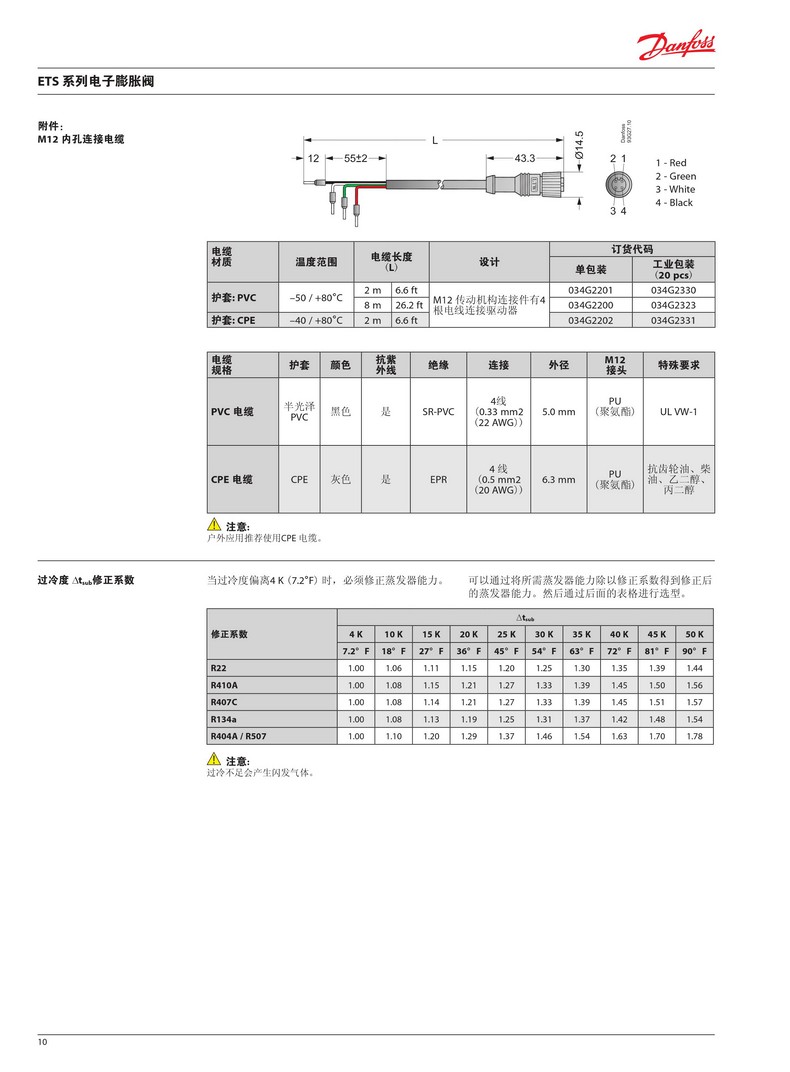 Danfoss
ETS 系列电子膨胀阀
附件：
M12 内孔连接电缆
L
12
55±2
43.3
Ø14.5
Danfoss
93G27.10
2 1
3 4
1 - Red
2 - Green
3 - White
4 - Black
电缆材质 温度范围 电缆长度（L） 设计 订货代码
单包装 工业包装（20 pcs）
护套: PVC –50 / +80°C 2 m 6.6 ft M12 传动机构连接件有4根电线连接驱动器 034G2201 034G2330
8 m 26.2 ft 034G2200 034G2323
护套: CPE –40 / +80°C 2 m 6.6 ft 034G2202 034G2331
电缆规格 护套 颜色 抗紫外线 绝缘 连接 外径 M12接头 特殊要求
PVC 电缆 半光泽PVC 黑色 是 SR-PVC 4线（0.33 mm2（22 AWG）） 5.0 mm PU（聚氨酯） UL VW-1
CPE 电缆 CPE 灰色 是 EPR 4 线（0.5 mm2（20 AWG）） 6.3 mm PU（聚氨酯） 抗齿轮油、柴油、乙二醇、丙二醇
注意:
户外应用推荐使用CPE 电缆。
过冷度 Δtsub修正系数
当过冷度偏离4 K（7.2°F）时，必须修正蒸发器能力。
可以通过将所需蒸发器能力除以修正系数得到修正后
的蒸发器能力。然后通过后面的表格进行选型。
修正系数 Δtsub
4 K 10 K 15 K 20 K 25 K 30 K 35 K 40 K 45 K 50 K
7.2° F 18° F 27° F 36° F 45° F 54° F 63° F 72° F 81° F 90° F
R22 1.00 1.06 1.11 1.15 1.20 1.25 1.30 1.35 1.39 1.44
R410A 1.00 1.08 1.15 1.21 1.27 1.33 1.39 1.45 1.50 1.56
R407C 1.00 1.08 1.14 1.21 1.27 1.33 1.39 1.45 1.51 1.57
R134a 1.00 1.08 1.13 1.19 1.25 1.31 1.37 1.42 1.48 1.54
R404A / R507 1.00 1.10 1.20 1.29 1.37 1.46 1.54 1.63 1.70 1.78
注意:
过冷不足会产生闪发气体。
10